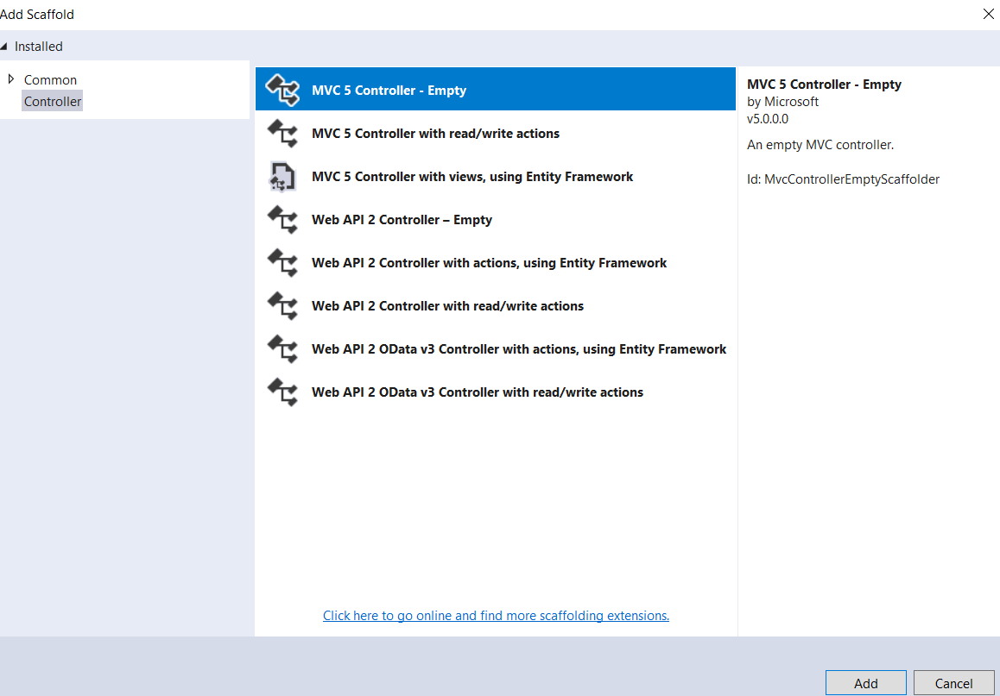 Add Scaffold
Installed
Common
Controller
MVC 5 Controller - Empty
MVC 5 Controller with read/write actions
MVC 5 Controller with views, using Entity Framework
Web API 2 Controller – Empty
Web API 2 Controller with actions, using Entity Framework
Web API 2 Controller with read/write actions
Web API 2 OData v3 Controller with actions, using Entity Framework
Web API 2 OData v3 Controller with read/write actions
Click here to go online and find more scaffolding extensions.
MVC 5 Controller - Empty
by Microsoft
v5.0.0.0
An empty MVC controller.
Id: MvcControllerEmptyScaffolder
Add
Cancel